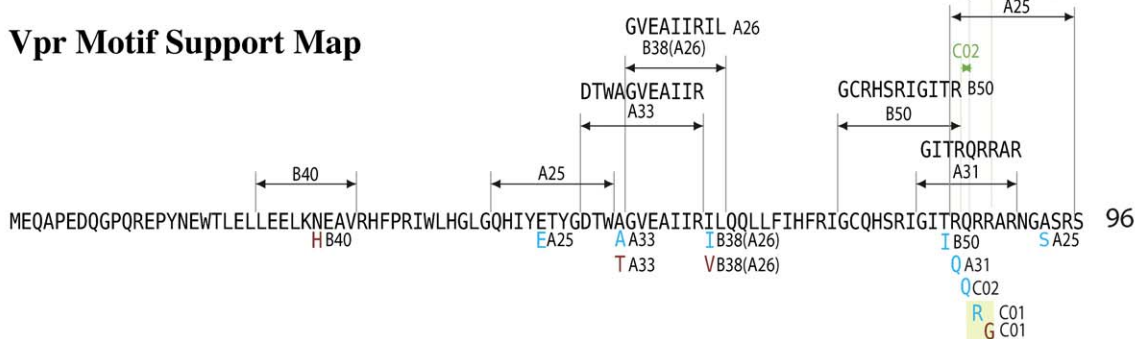 A25
GVEAIIRIL A26
Vpr Motif Support Map
B38(A26)
C02
DTWAGVEAIIR
GCRHSRIGITR B50
A33
B50
GITRQRRAR
B40
A25
A31
MEQAPEDQGPQREPYNEWTLELLEELKNEAVRHFPRIWLHGLGQHIYETYGDTWAGVEAIIRILQQLLFIHFRIGCQHSRIGITRQRRARNGASRS 96
H B40
E A25
A A33
I B38(A26)
I B50
S A25
T A33
V B38(A26)
Q A31
Q C02
R C01
G C01